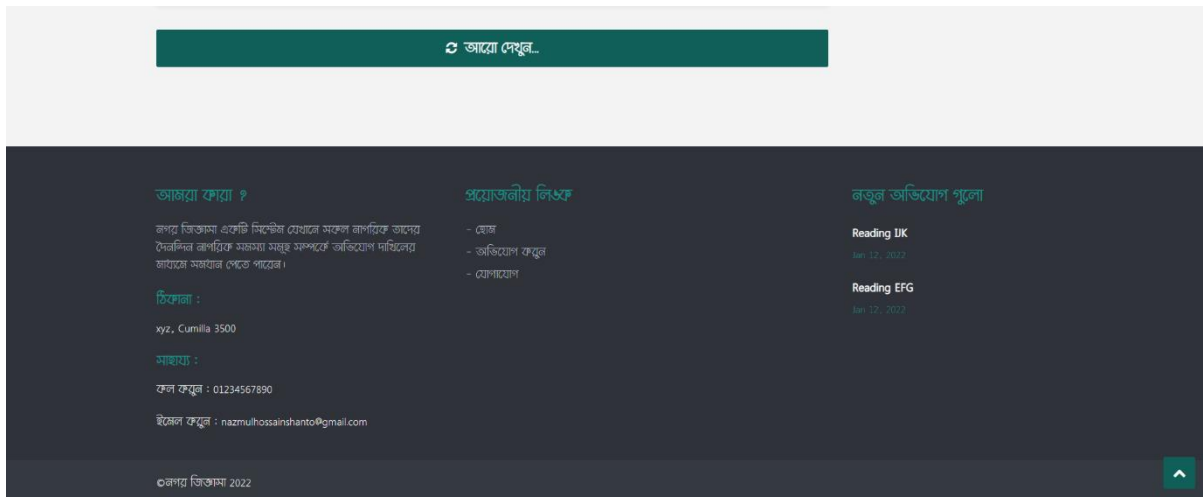 আরো দেখুন...
আমরা কারা ?
নগর জিজ্ঞাসা একটি সিস্টেম যেখানে সকল নাগরিক তাদের
দৈনন্দিন নাগরিক সমস্যা সমূহ সম্পর্কে অভিযোগ দাখিলের
মাধ্যমে সমধান পেতে পারেন।
ঠিকানা :
xyz, Cumilla 3500
সাহায্য :
কল করুন : 01234567890
ইমেল করুন : nazmulhossainshanto@gmail.com
প্রয়োজনীয় লিঙ্ক
- হোম
- অভিযোগ করুন
- যোগাযোগ
নতুন অভিযোগ গুলো
Reading IJK
Jan 12, 2022
Reading EFG
Jan 12, 2022
©নগর জিজ্ঞাসা 2022